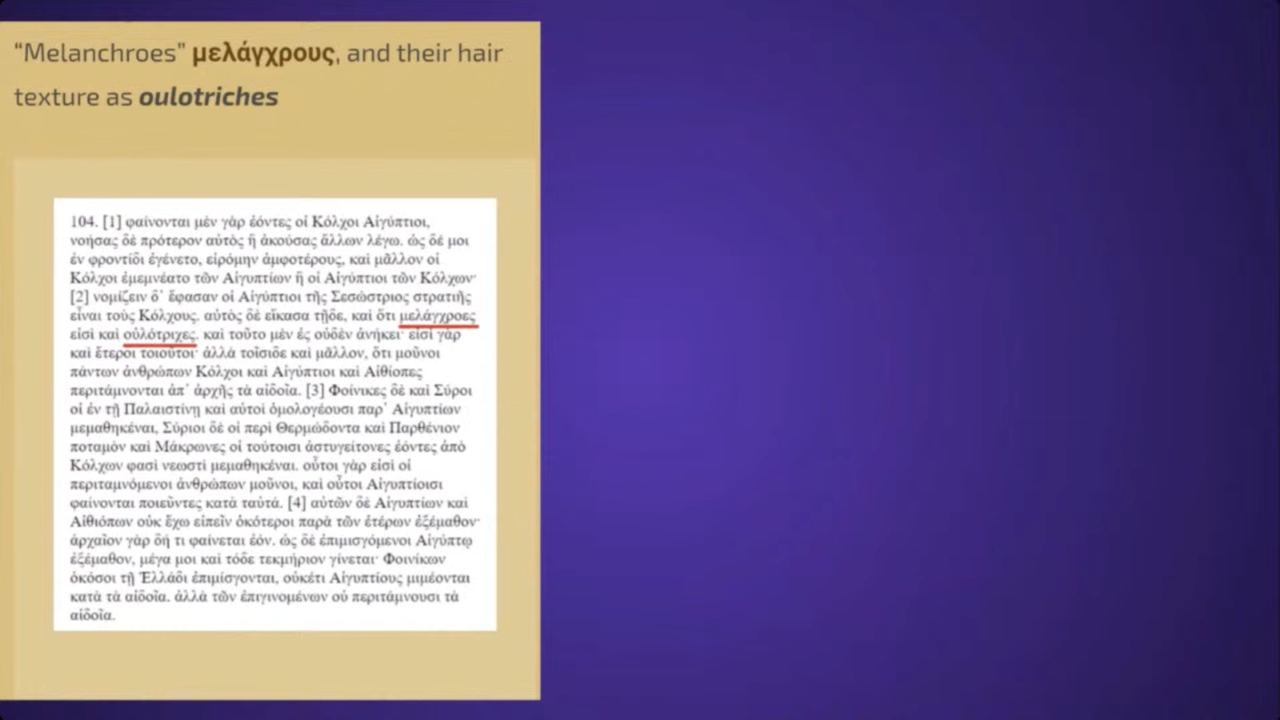 “Melanchroes” μελάγχρους, and their hair
texture as oulotriches
104. [1] φαίνονται μὲν γὰρ ἐόντες οἱ Κόλχοι Αἰγύπτιοι,
νοήσας δὲ πρότερον αὐτὸς ἢ ἀκούσας ἄλλων λέγω. ὡς δέ μοι
ἐν φροντίδι ἐγένετο, εἰρόμην ἀμφοτέρους, καὶ μᾶλλον οἱ
Κόλχοι ἐμεμνέατο τῶν Αἰγυπτίων ἢ οἱ Αἰγύπτιοι τῶν Κόλχων·
[2] νομίζειν δ᾽ ἔφασαν οἱ Αἰγύπτιοι τῆς Σεσώστριος στρατιῆς
εἶναι τοὺς Κόλχους. αὐτὸς δὲ εἴκασα τῇδε, καὶ ὅτι μελάγχροες
εἰσὶ καὶ οὐλότριχες. καὶ τοῦτο μὲν ἐς οὐδὲν ἀνήκει· εἰσὶ γὰρ
καὶ ἕτεροι τοιοῦτοι· ἀλλὰ τοῖσιδε καὶ μᾶλλον, ὅτι μοῦνοι
πάντων ἀνθρώπων Κόλχοι καὶ Αἰγύπτιοι καὶ Αἰθίοπες
περιτάμνονται ἀπ᾽ ἀρχῆς τὰ αἰδοῖα. [3] Φοίνικες δὲ καὶ Σύροι
οἱ ἐν τῇ Παλαιστίνῃ καὶ αὐτοὶ ὁμολογέουσι παρ᾽ Αἰγυπτίων
μεμαθηκέναι, Σύριοι δὲ οἱ περὶ Θερμώδοντα καὶ Παρθένιον
ποταμὸν καὶ Μάκρωνες οἱ τούτοισι ἀστυγείτονες ἐόντες ἀπὸ
Κόλχων φασὶ νεωστὶ μεμαθηκέναι. οὗτοι γὰρ εἰσὶ οἱ
περιταμνόμενοι ἀνθρώπων μοῦνοι, καὶ οὗτοι Αἰγυπτίοισι
φαίνονται ποιεῦντες κατὰ ταὐτά. [4] αὐτῶν δὲ Αἰγυπτίων καὶ
Αἰθιόπων οὐκ ἔχω εἰπεῖν ὁκότεροι παρὰ τῶν ἑτέρων ἐξέμαθον·
ἀρχαῖον γὰρ δή τι φαίνεται ἐόν. ὡς δὲ ἐπιμισγόμενοι Αἰγύπτῳ
ἐξέμαθον, μέγα μοι καὶ τόδε τεκμήριον γίνεται· Φοινίκων
ὁκόσοι τῇ Ἑλλάδι ἐπιμίσγονται, οὐκέτι Αἰγυπτίους μιμέονται
κατὰ τὰ αἰδοῖα. ἀλλὰ τῶν ἐπιγινομένων οὐ περιτάμνουσι τὰ
αἰδοῖα.